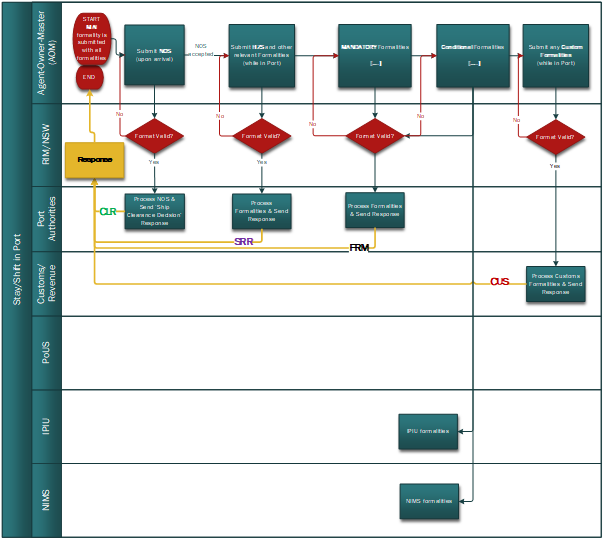 Stay/Shift in Port
Agent-Owner-Master
(AOM)
RIM/ NSW
Port
Authorities
Customs/
Revenue
PoUS
IPIU
NIMS
START
formality is
submitted
with all
formalities
END
Submit NOS
(upon arrival)
NOS
accepted
Submit HJS and other
relevant Formalities
(while in Port)
MANDATORY Formalities
[.....]
Conditional Formalities
[.....]
Submit any Custom
Formalities
(while in Port)
No
No
No
No
No
Format Valid?
Format Valid?
Format Valid?
Format Valid?
Yes
Yes
Yes
Response
Process NOS &
Send 'Ship
Clearance Decision'
Response
Process
Formalities & Send
Response
Process Formalities
& Send Response
CLR
SRR
FRM
CUS
Process Customs
Formalities & Send
Response
IPIU formalities
NIMS formalities